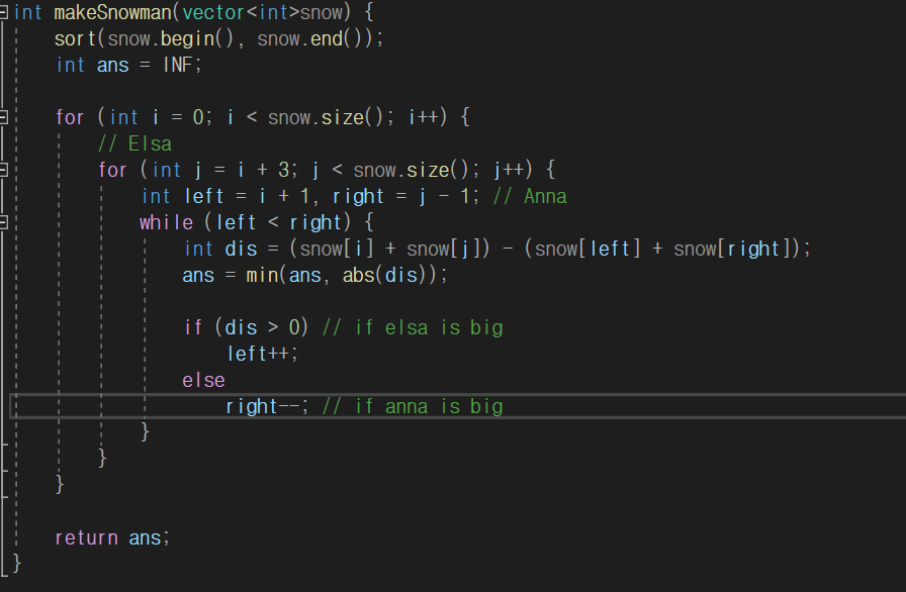 int makeSnowman(vector<int>snow) {
sort(snow.begin(), snow.end());
int ans = INF;
for (int i = 0; i < snow.size(); i++) {
// Elsa
for (int j = i + 3; j < snow.size(); j++) {
int left = i + 1, right = j - 1; // Anna
while (left < right) {
int dis = (snow[i] + snow[j]) - (snow[left] + snow[right]);
ans = min(ans, abs(dis));
if (dis > 0) // if elsa is big
left++;
else
right--; // if anna is big
}
}
}
return ans;
}